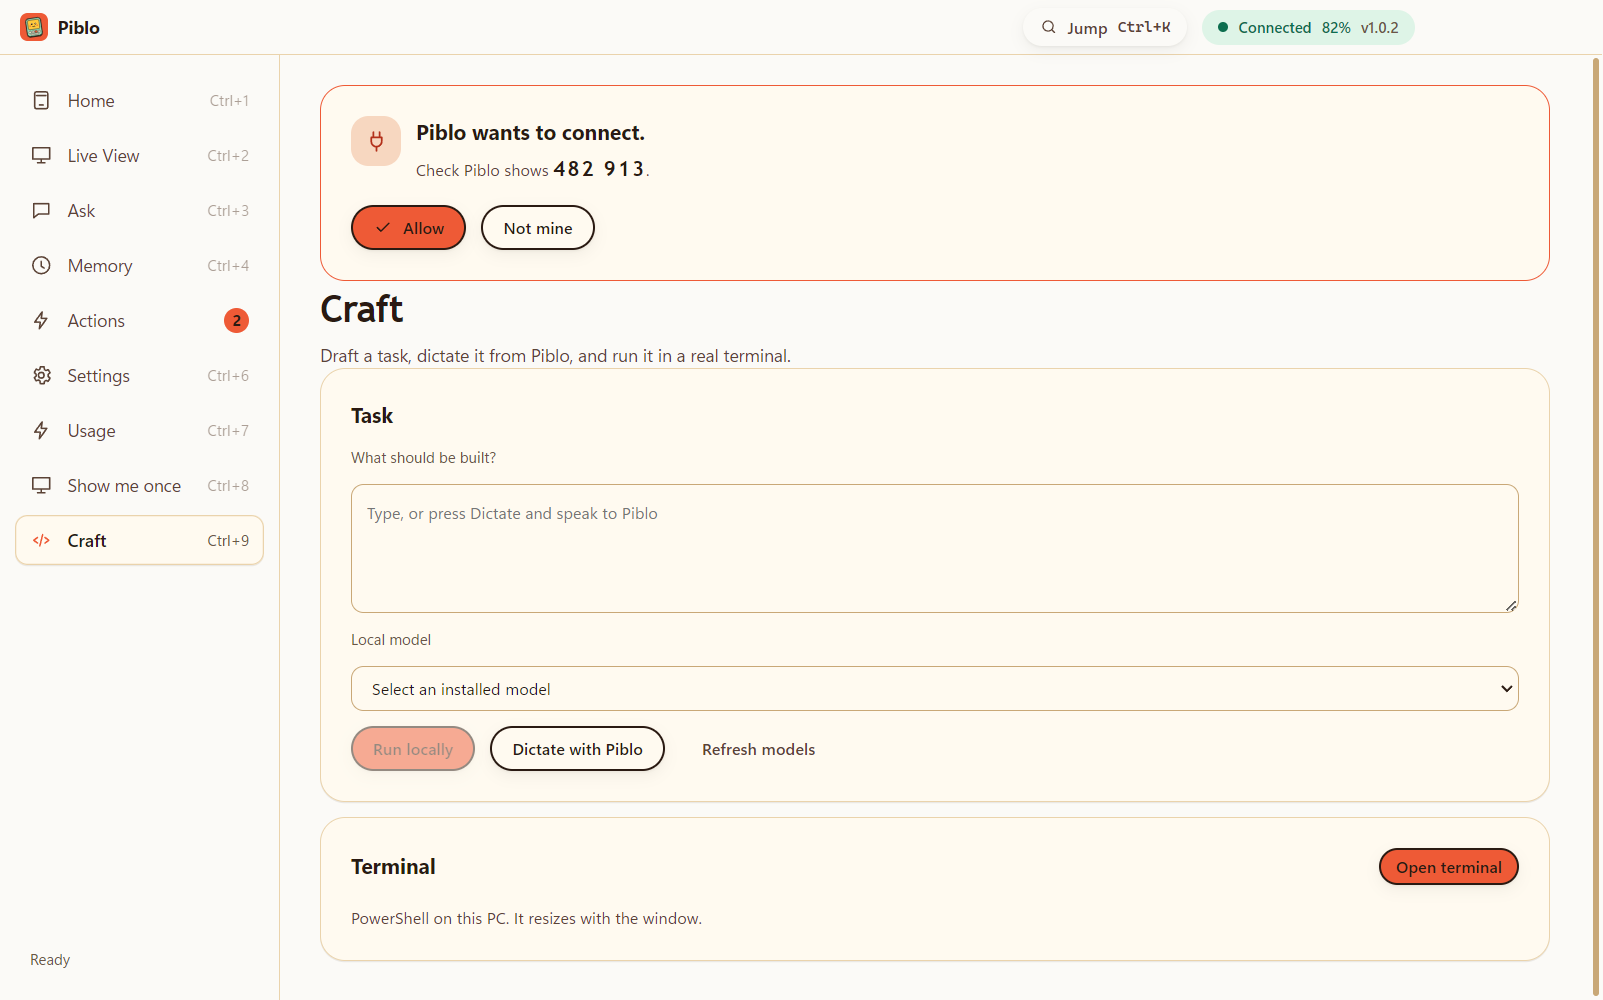 Piblo
Jump Ctrl+K
Connected 82% v1.0.2
Home Ctrl+1
Live View Ctrl+2
Ask Ctrl+3
Memory Ctrl+4
Actions 2
Settings Ctrl+6
Usage Ctrl+7
Show me once Ctrl+8
Craft Ctrl+9
Ready
Piblo wants to connect.
Check Piblo shows 482 913.
Allow Not mine
Craft
Draft a task, dictate it from Piblo, and run it in a real terminal.
Task
What should be built?
Type, or press Dictate and speak to Piblo
Local model
Select an installed model
Run locally Dictate with Piblo Refresh models
Terminal Open terminal
PowerShell on this PC. It resizes with the window.